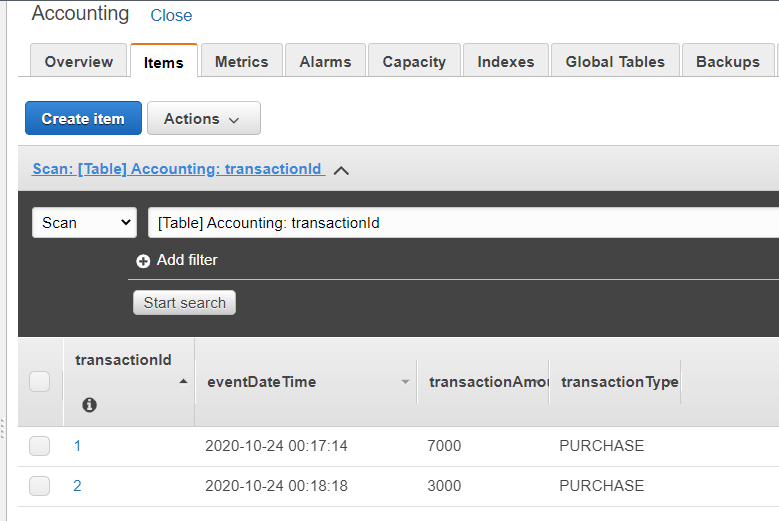 Accounting Close
Overview Items Metrics Alarms Capacity Indexes Global Tables Backups
Create item Actions
Scan: [Table] Accounting: transactionId
Scan [Table] Accounting: transactionId
Add filter
Start search
transactionId eventDateTime transactionAmou transactionType
1 2020-10-24 00:17:14 7000 PURCHASE
2 2020-10-24 00:18:18 3000 PURCHASE